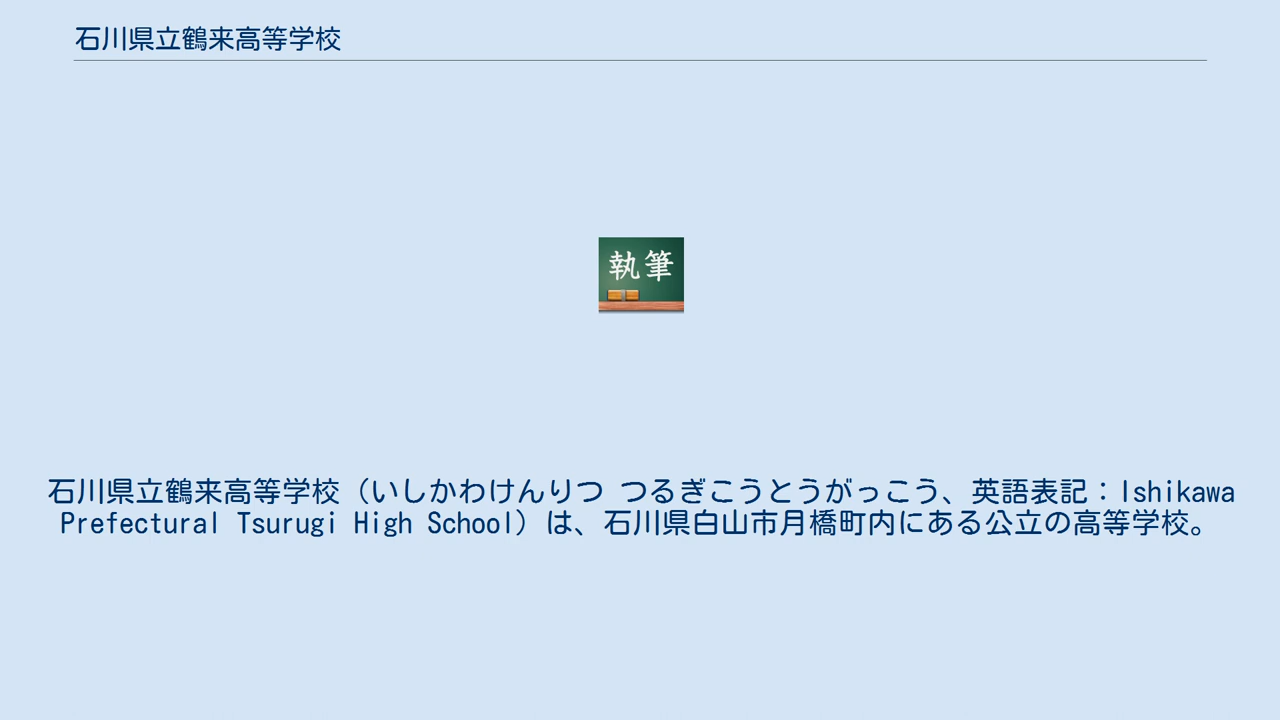 石川県立鶴来高等学校
執筆
石川県立鶴来高等学校（いしかわけんりつ つるぎこうとうがっこう、英語表記：Ishikawa
Prefectural Tsurugi High School）は、石川県白山市月橋町内にある公立の高等学校。